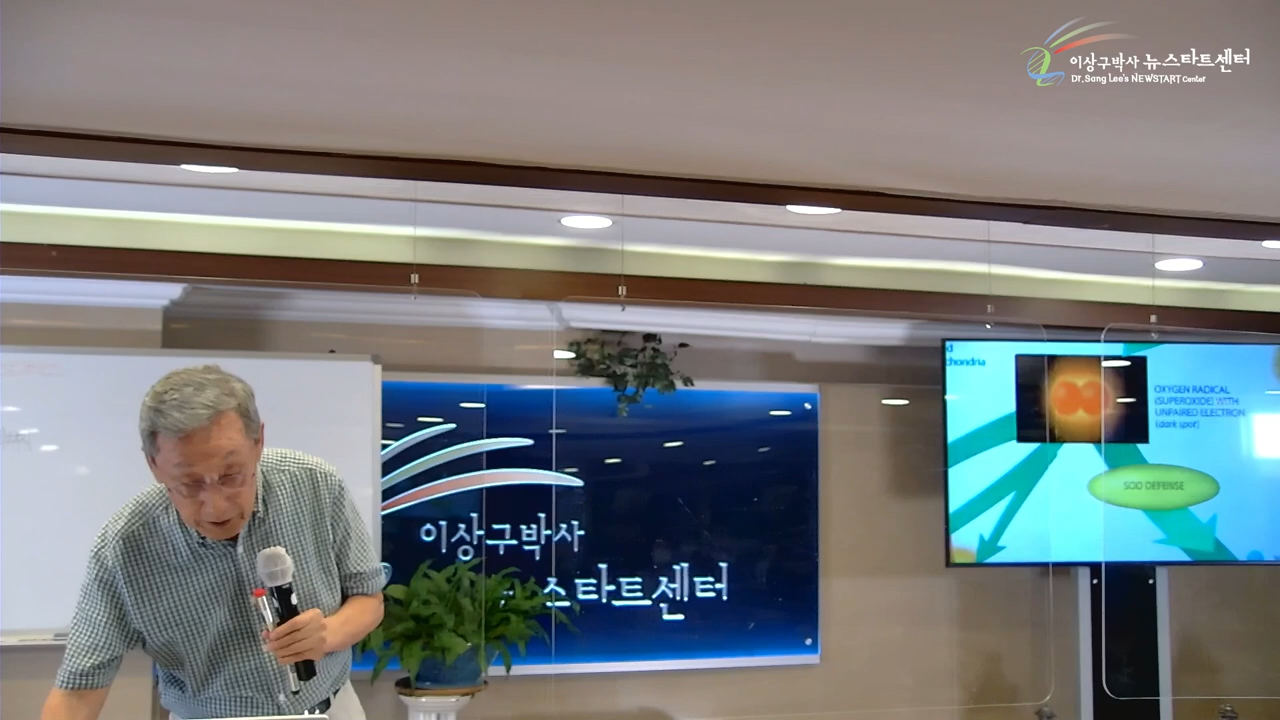 이상구박사 뉴스타트센터
Dr. Sang Lee's NEWSTART Center
chondria
OXYGEN RADICAL
(SUPEROXIDE) WITH
UNPAIRED ELECTRON
(dark spot)
SOD DEFENSE
이상구박사
스타트센터